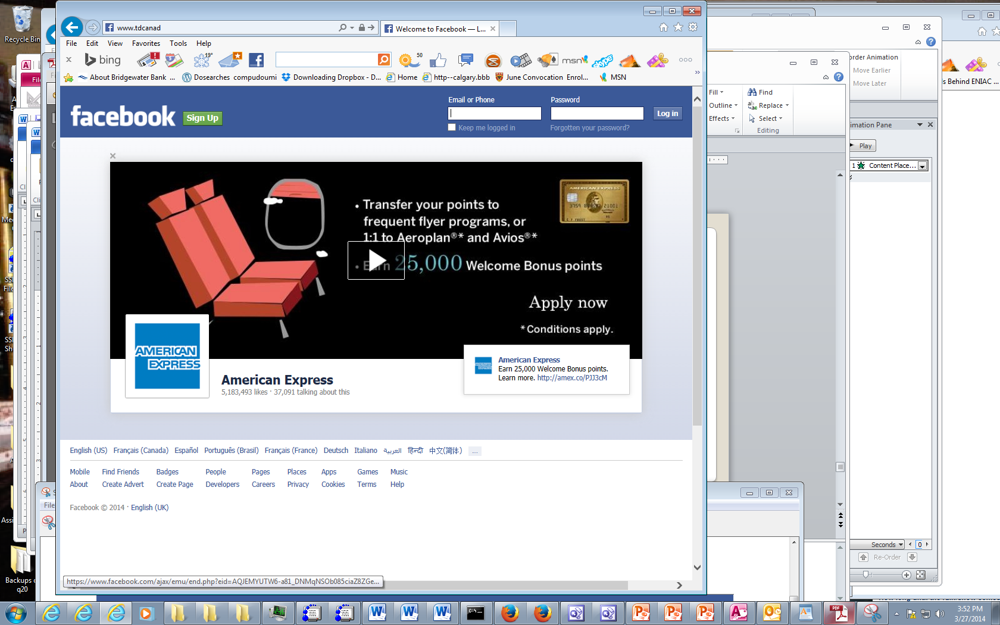 Recycle Bin
www.tdcanad
Welcome to Facebook — L...
File Edit View Favorites Tools Help
bing
19°
50
msn
skype
About Bridgewater Bank ...
Dosearches compudoumi
Downloading Dropbox - D...
Home
http--calgary.bbb
June Convocation Enrol...
MSN
facebook
Sign Up
Email or Phone
Password
Log in
Keep me logged in
Forgotten your password?
• Transfer your points to
frequent flyer programs, or
1:1 to Aeroplan®* and Avios®*
• Earn 25,000 Welcome Bonus points
Apply now
*Conditions apply.
AMERICAN EXPRESS
AMERICAN
EXPRESS
American Express
5,183,493 likes · 37,091 talking about this
American Express
Earn 25,000 Welcome Bonus points.
Learn more. http://amex.co/PJJ3cM
English (US) Français (Canada) Español Português (Brasil) Français (France) Deutsch Italiano العربية हिन्दी 中文(简体) ...
Mobile Find Friends Badges People Pages Places Apps Games Music
About Create Advert Create Page Developers Careers Privacy Cookies Terms Help
Facebook © 2014 · English (UK)
https://www.facebook.com/ajax/emu/end.php?eid=AQJEMYUTW6-a81_DNMqNSOb085ciaZ8ZGe...
Fill
Outline
Effects
Find
Replace
Select
Editing
order Animation
Move Earlier
Move Later
imation Pane
Play
1 Content Place...
Seconds
0
Re-Order
s Behind ENIAC ...
File
Backups
q20
3:52 PM
3/27/2014